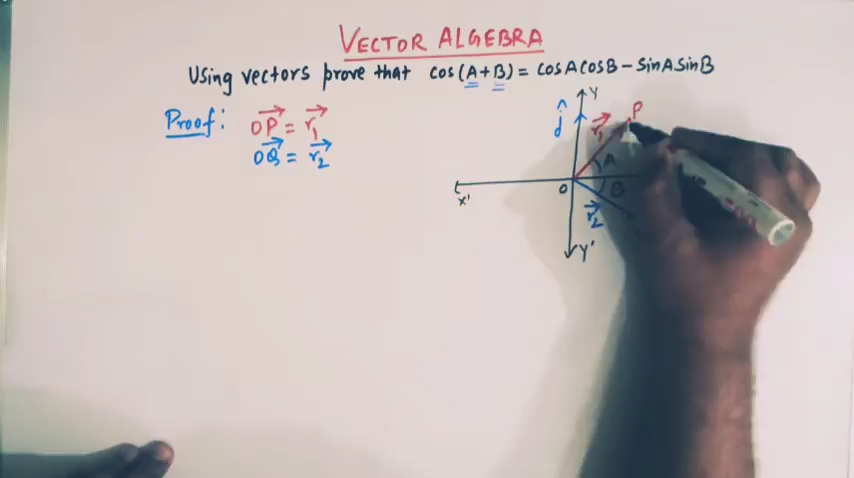 VECTOR ALGEBRA
Using vectors prove that cos(A+B) = cosAcosB - sinAsinB
Proof: OP = r1
OQ = r2
Y
ĵ
P
r1
A
O
B
X'
r2
Y'